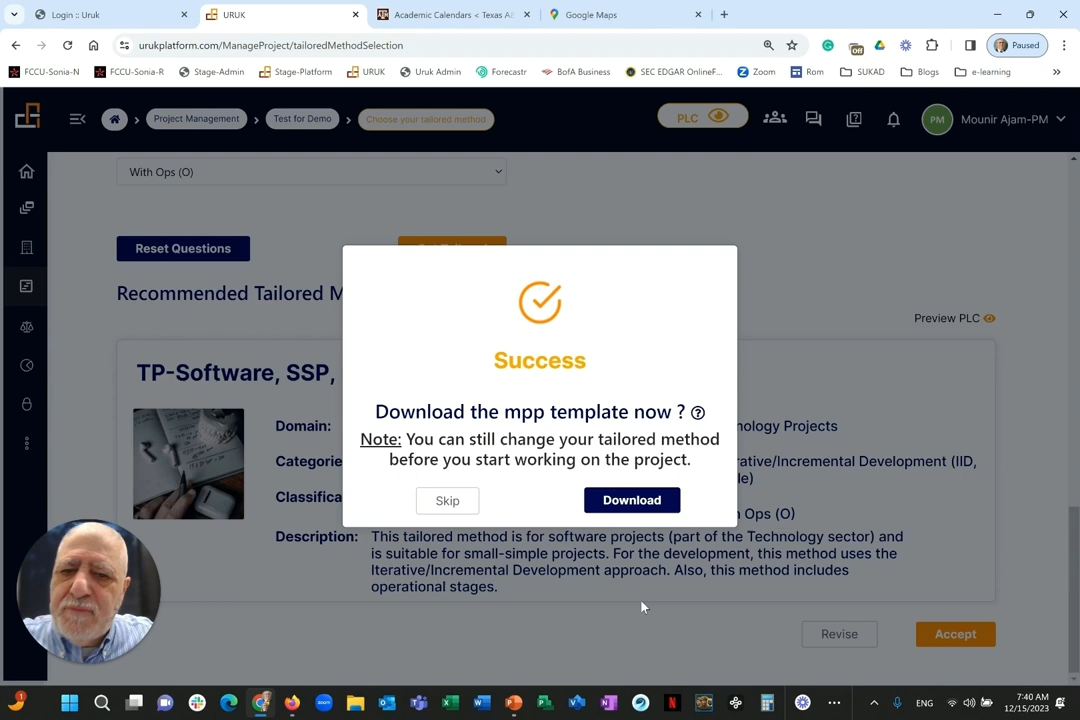 Login :: Uruk
URUK
Academic Calendars < Texas A&
Google Maps
urukplatform.com/ManageProject/tailoredMethodSelection
Paused
FCCU-Sonia-N
FCCU-Sonia-R
Stage-Admin
Stage-Platform
URUK
Uruk Admin
Forecastr
BofA Business
SEC EDGAR OnlineF...
Zoom
Rom
SUKAD
Blogs
e-learning
Off
Project Management
Test for Demo
Choose your tailored method
PLC
PM
Mounir Ajam-PM
With Ops (O)
Reset Questions
Recommended Tailored M
Preview PLC
TP-Software, SSP,
Domain:
nology Projects
Categorie
rative/Incremental Development (IID,
le)
Classifica
h Ops (O)
Description:
This tailored method is for software projects (part of the Technology sector) and
is suitable for small-simple projects. For the development, this method uses the
Iterative/Incremental Development approach. Also, this method includes
operational stages.
Success
Download the mpp template now ?
Note: You can still change your tailored method
before you start working on the project.
Skip
Download
Revise
Accept
1
zoom
ENG
7:40 AM
12/15/2023